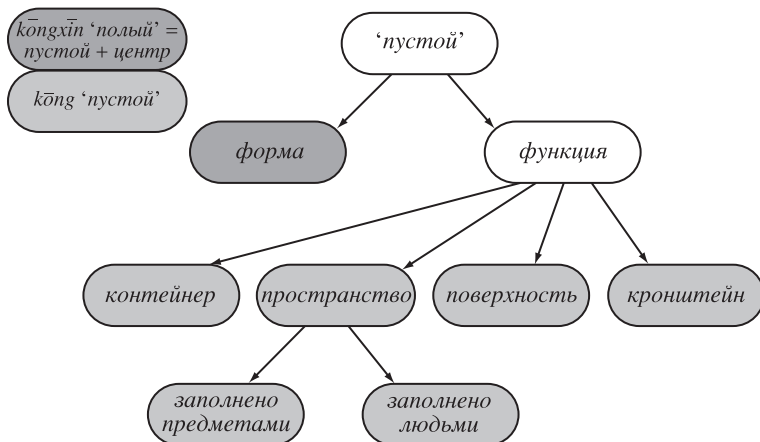 kōngxīn ‘полый’ =
пустой + центр
kōng ‘пустой’
‘пустой’
форма
функция
контейнер
пространство
поверхность
кронштейн
заполнено
предметами
заполнено
людьми